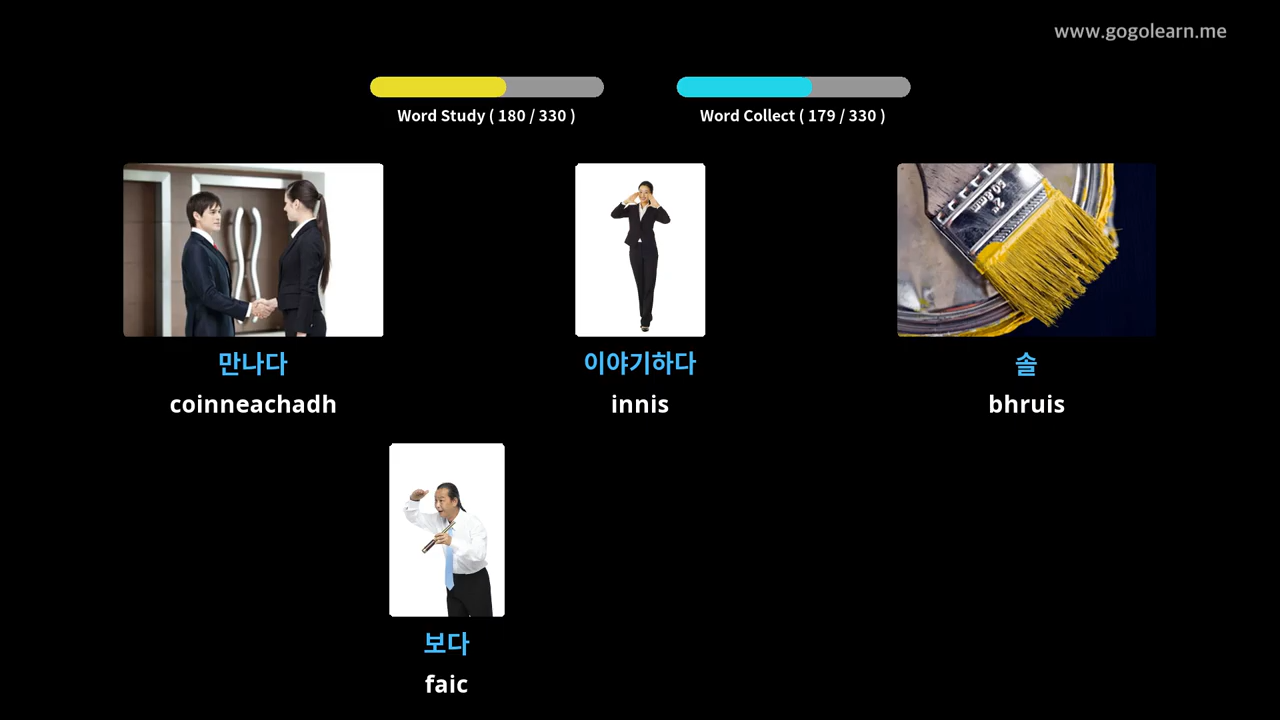 www.gogolearn.me
Word Study ( 180 / 330 )
Word Collect ( 179 / 330 )
만나다
coinneachadh
이야기하다
innis
솔
bhruis
보다
faic